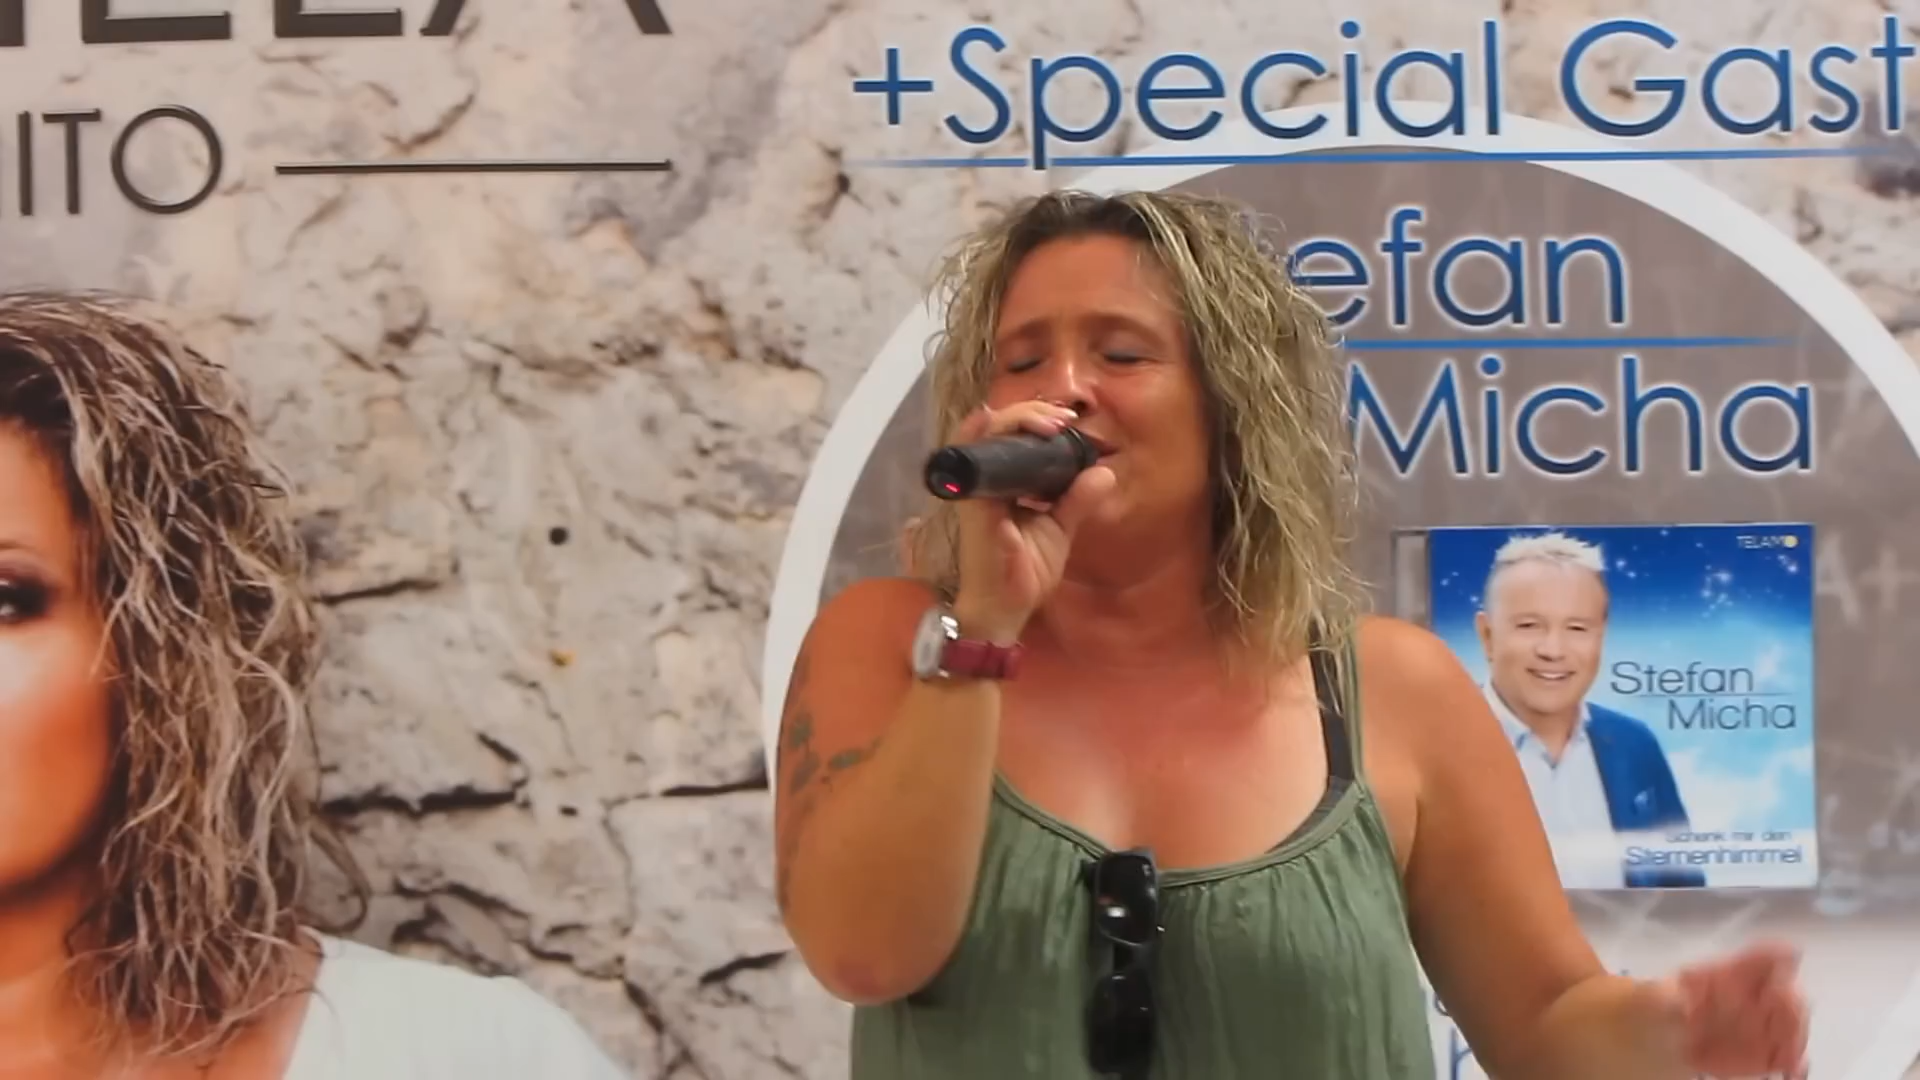 ITO
+Special Gast
efan
Micha
TELAMO
Stefan
Micha
Schenk mir den
Sternenhimmel